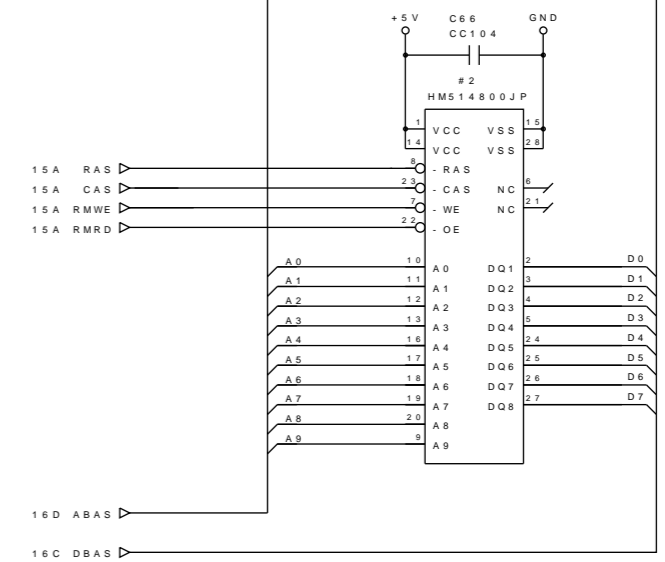 +5V C66 GND
CC104
#2
HM514800JP
1 VCC VSS 15
14 VCC VSS 28
15A RAS 8 -RAS
15A CAS 23 -CAS NC 6
15A RMWE 7 -WE NC 21
15A RMRD 22 -OE
A0 10 A0 DQ1 2 D0
A1 11 A1 DQ2 3 D1
A2 12 A2 DQ3 4 D2
A3 13 A3 DQ4 5 D3
A4 16 A4 DQ5 24 D4
A5 17 A5 DQ6 25 D5
A6 18 A6 DQ7 26 D6
A7 19 A7 DQ8 27 D7
A8 20 A8
A9 9 A9
16D ABAS
16C DBAS